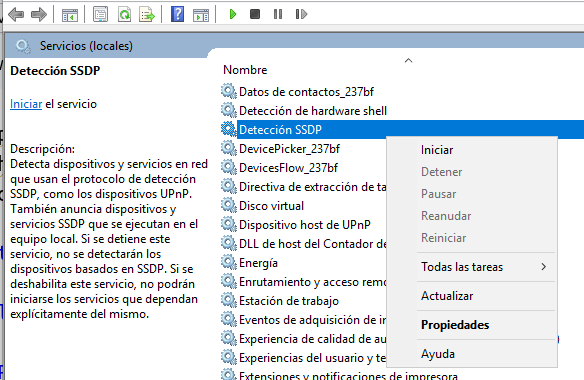 Servicios (locales)
Detección SSDP
Iniciar el servicio
Descripción:
Detecta dispositivos y servicios en red
que usan el protocolo de detección
SSDP, como los dispositivos UPnP.
También anuncia dispositivos y
servicios SSDP que se ejecutan en el
equipo local. Si se detiene este
servicio, no se detectarán los
dispositivos basados en SSDP. Si se
deshabilita este servicio, no podrán
iniciarse los servicios que dependan
explícitamente del mismo.
Nombre
Datos de contactos_237bf
Detección de hardware shell
Detección SSDP
DevicePicker_237bf
DevicesFlow_237bf
Directiva de extracción de ta
Disco virtual
Dispositivo host de UPnP
DLL de host del Contador de
Energía
Enrutamiento y acceso remo
Estación de trabajo
Eventos de adquisición de in
Experiencia de calidad de au
Experiencias del usuario y te
Extensiones y notificaciones de impresora
Iniciar
Detener
Pausar
Reanudar
Reiniciar
Todas las tareas
Actualizar
Propiedades
Ayuda